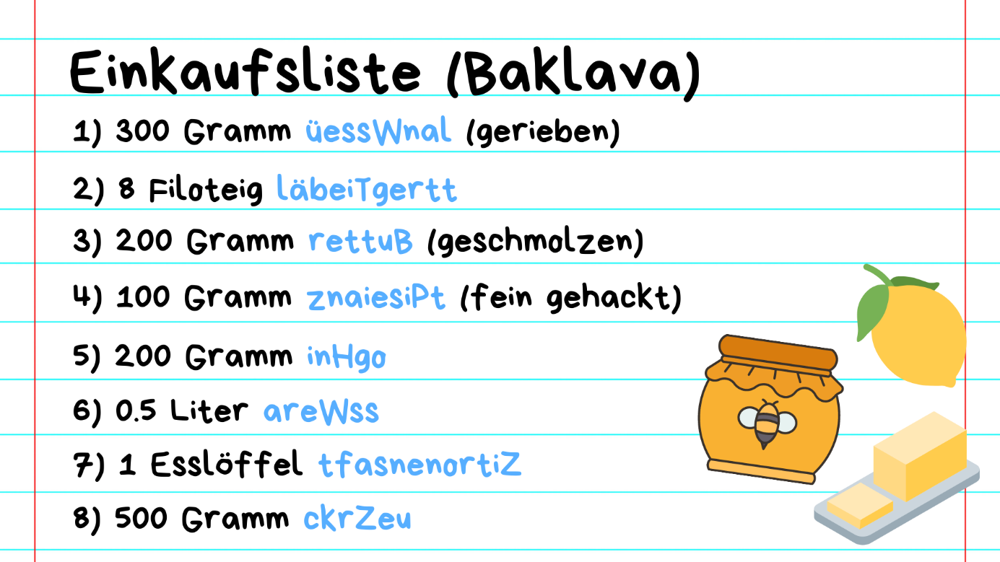 Einkaufsliste (Baklava)
1) 300 Gramm üessWnal (gerieben)
2) 8 Filoteig läbeiTgertt
3) 200 Gramm rettuB (geschmolzen)
4) 100 Gramm znaiesiPt (fein gehackt)
5) 200 Gramm inHgo
6) 0.5 Liter areWss
7) 1 Esslöffel tfasnenortiZ
8) 500 Gramm ckrZeu